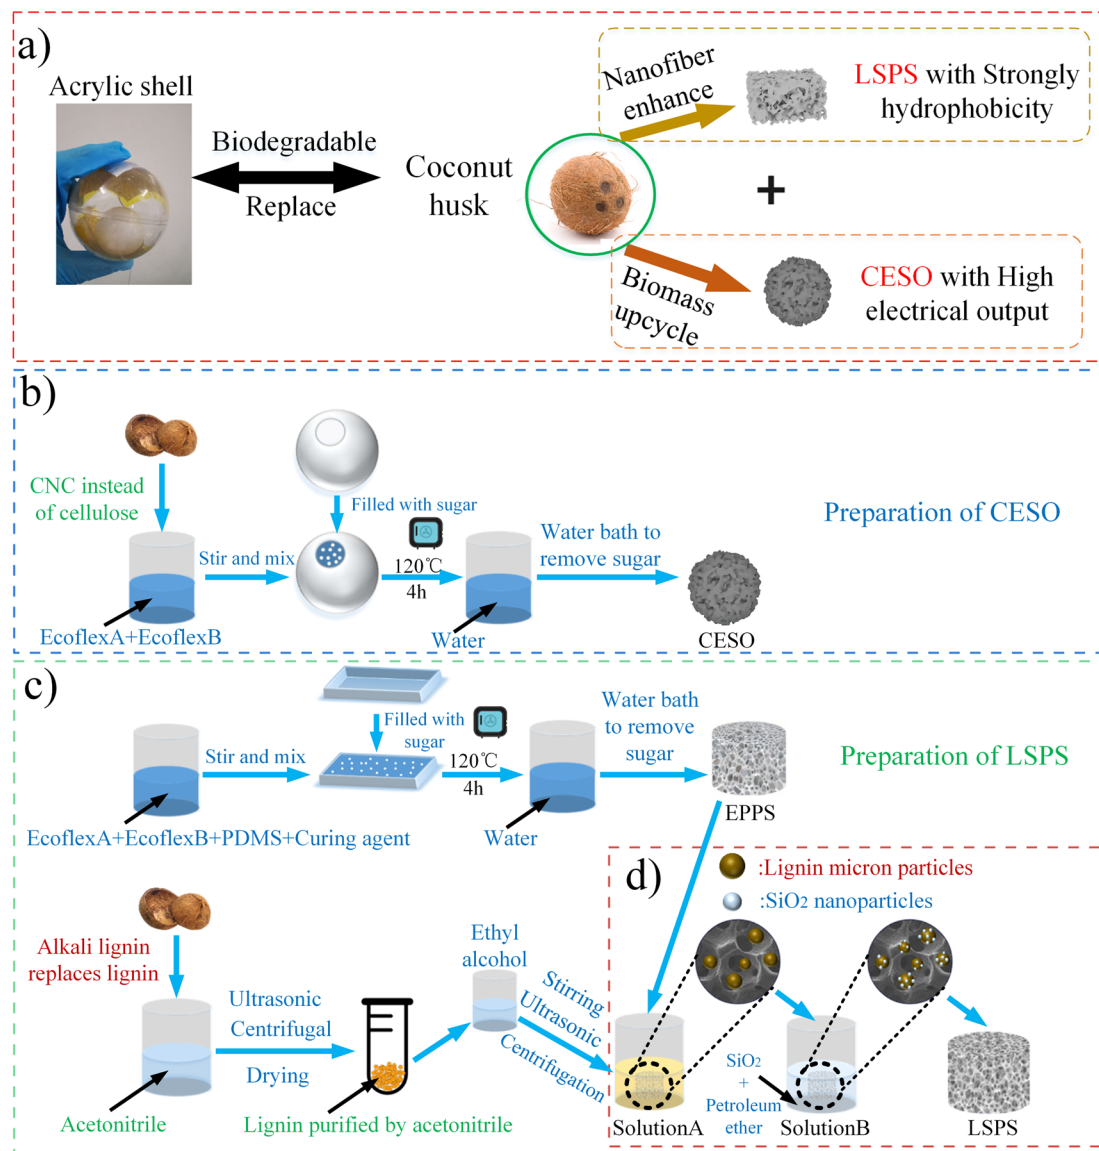 a)
Acrylic shell
Biodegradable
Replace
Coconut
husk
Nanofiber
enhance
LSPS with Strongly
hydrophobicity
+
Biomass
upcycle
CESO with High
electrical output
b)
CNC instead
of cellulose
EcoflexA+EcoflexB
Stir and mix
Filled with sugar
120℃
4h
Water
Water bath to
remove sugar
CESO
Preparation of CESO
c)
EcoflexA+EcoflexB+PDMS+Curing agent
Stir and mix
Filled with
sugar
120℃
4h
Water
Water bath
to remove
sugar
EPPS
Preparation of LSPS
Alkali lignin
replaces lignin
Acetonitrile
Ultrasonic
Centrifugal
Drying
Lignin purified by acetonitrile
Ethyl
alcohol
Stirring
Ultrasonic
Centrifugation
d)
:Lignin micron particles
:SiO2 nanoparticles
SolutionA
SiO2
+
Petroleum
ether
SolutionB
LSPS